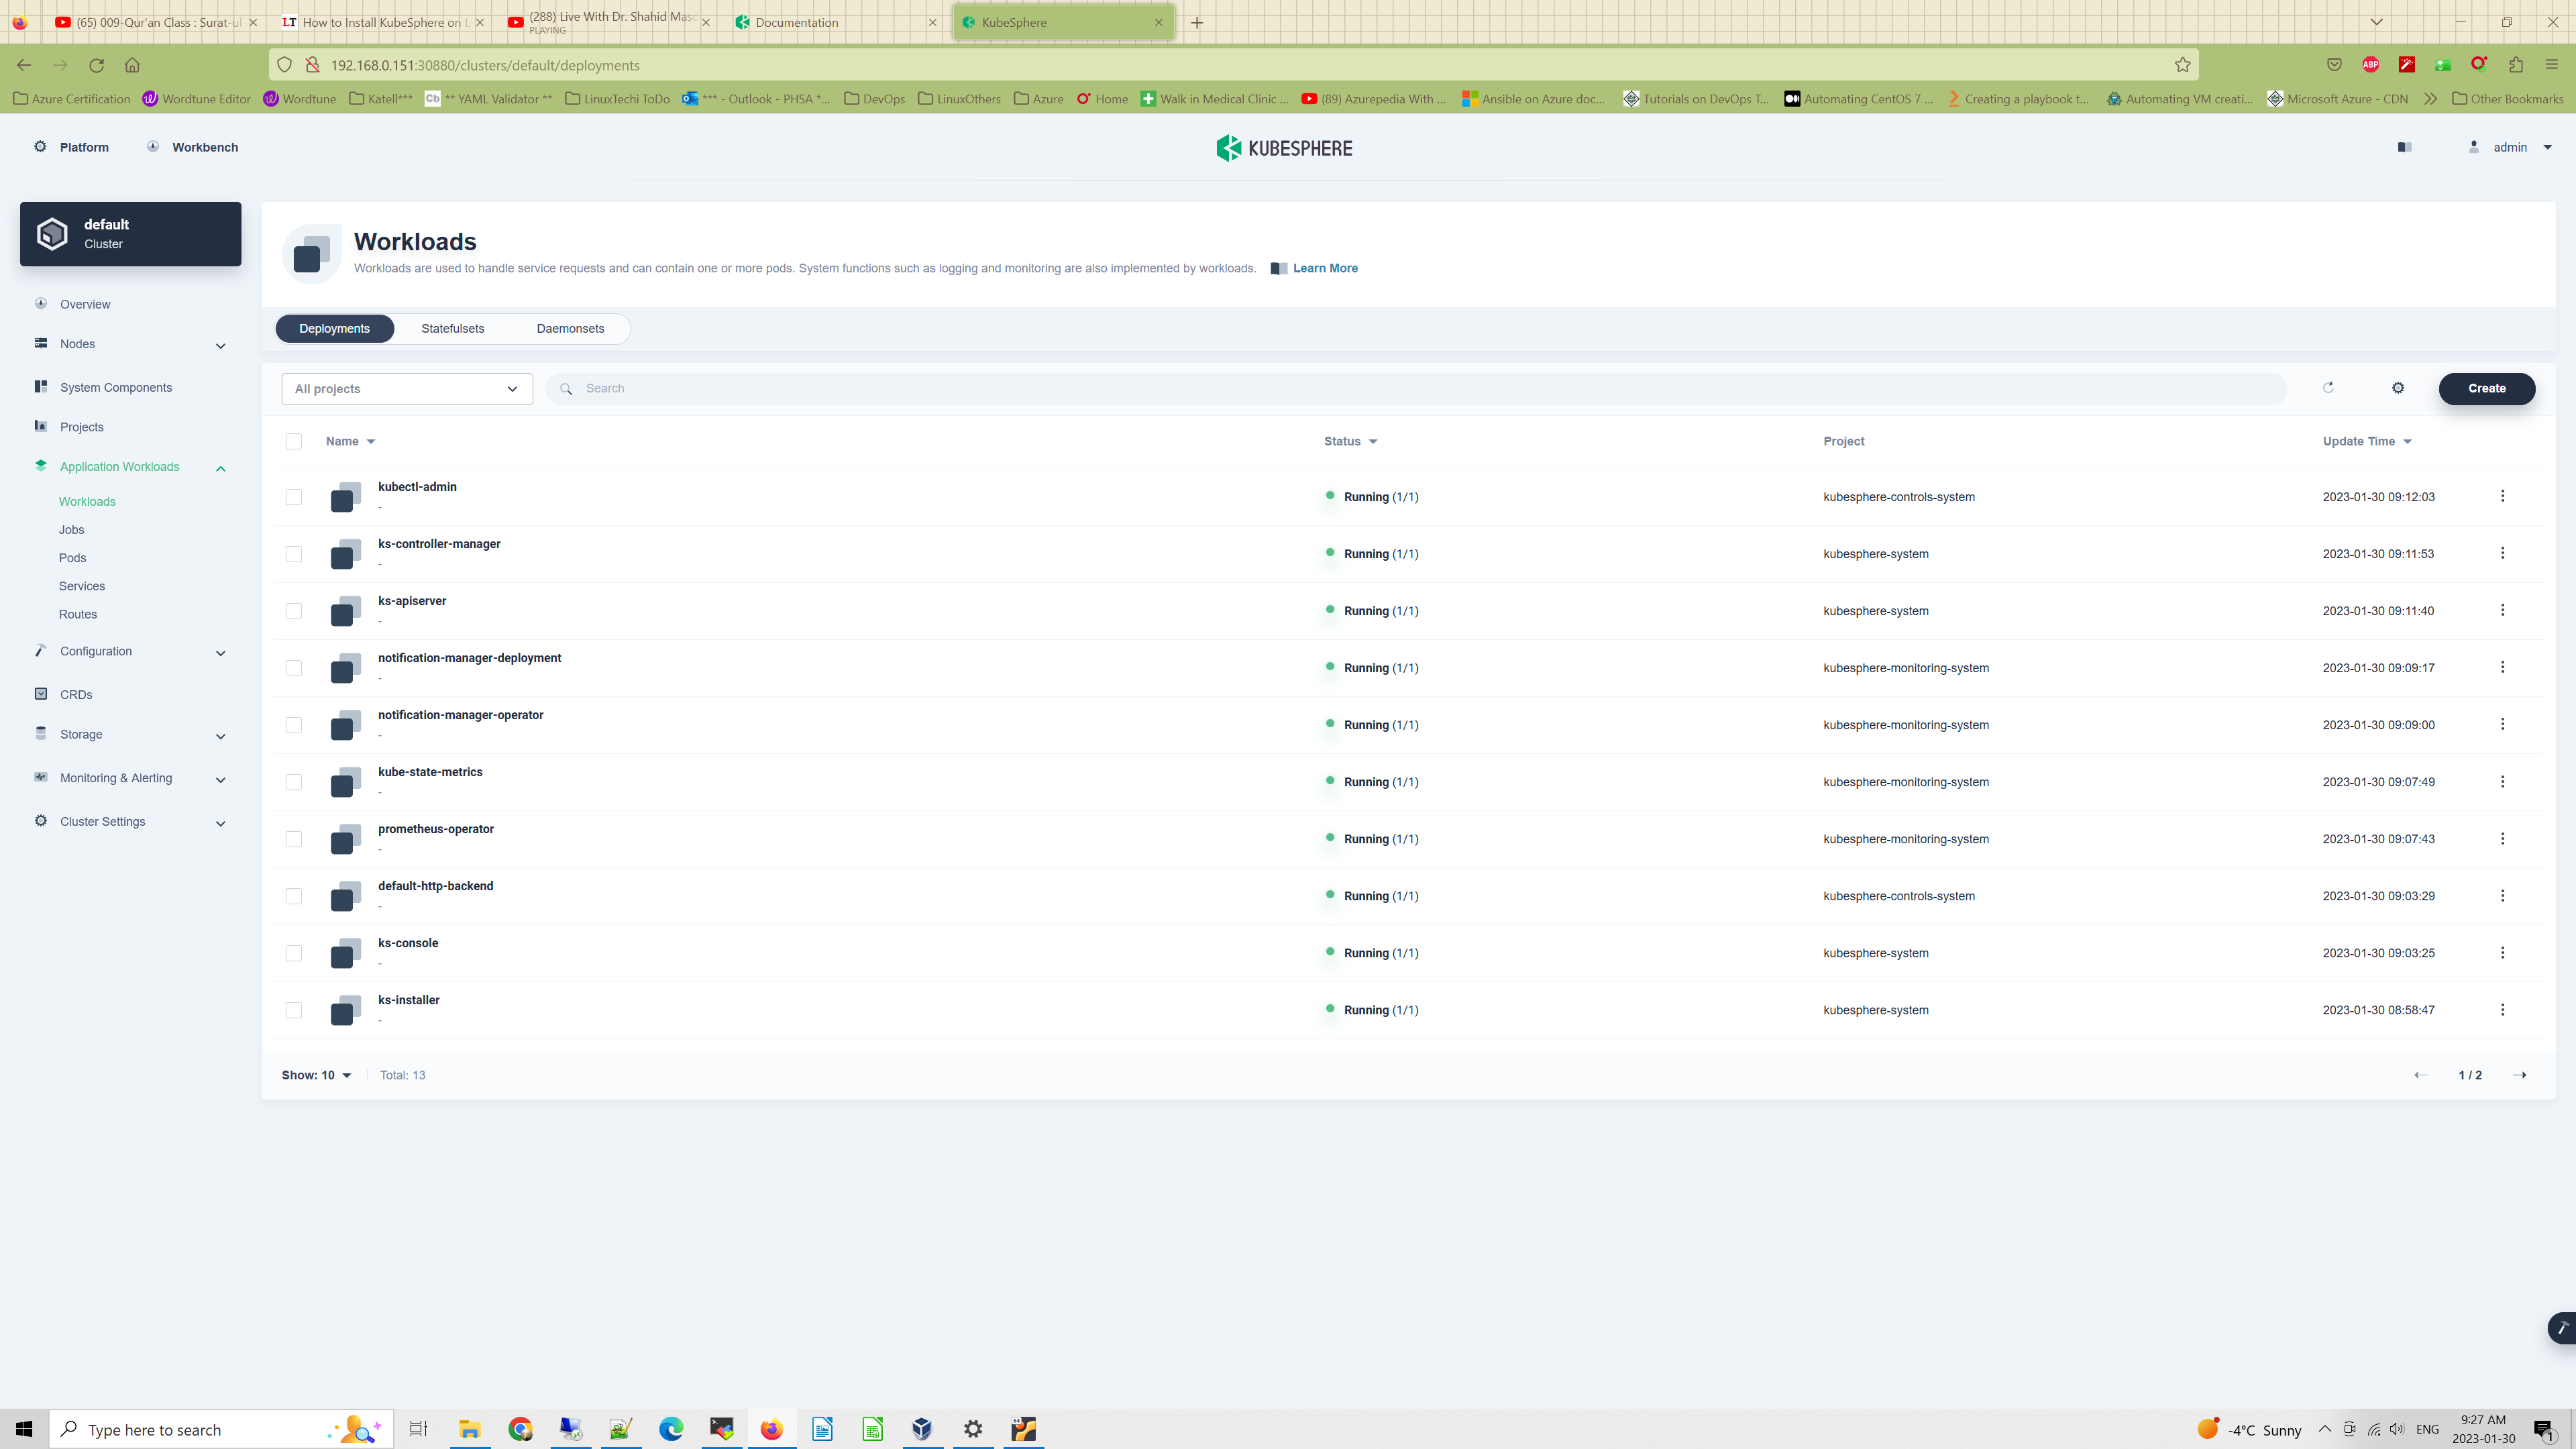 (65) 009-Qur'an Class : Surat-ul
How to Install KubeSphere on L
(288) Live With Dr. Shahid Maso
PLAYING
Documentation
KubeSphere
192.168.0.151:30880/clusters/default/deployments
Azure Certification
Wordtune Editor
Wordtune
Katell***
** YAML Validator **
LinuxTechi ToDo
*** - Outlook - PHSA *...
DevOps
LinuxOthers
Azure
Home
Walk in Medical Clinic ...
(89) Azurepedia With ...
Ansible on Azure doc...
Tutorials on DevOps T...
Automating CentOS 7 ...
Creating a playbook t...
Automating VM creati...
Microsoft Azure - CDN
Other Bookmarks
Platform
Workbench
KUBESPHERE
admin
default
Cluster
Overview
Nodes
System Components
Projects
Application Workloads
Workloads
Jobs
Pods
Services
Routes
Configuration
CRDs
Storage
Monitoring & Alerting
Cluster Settings
Workloads
Workloads are used to handle service requests and can contain one or more pods. System functions such as logging and monitoring are also implemented by workloads. Learn More
Deployments Statefulsets Daemonsets
All projects Search Create
Name Status Project Update Time
kubectl-admin Running (1/1) kubesphere-controls-system 2023-01-30 09:12:03
-
ks-controller-manager Running (1/1) kubesphere-system 2023-01-30 09:11:53
-
ks-apiserver Running (1/1) kubesphere-system 2023-01-30 09:11:40
-
notification-manager-deployment Running (1/1) kubesphere-monitoring-system 2023-01-30 09:09:17
-
notification-manager-operator Running (1/1) kubesphere-monitoring-system 2023-01-30 09:09:00
-
kube-state-metrics Running (1/1) kubesphere-monitoring-system 2023-01-30 09:07:49
-
prometheus-operator Running (1/1) kubesphere-monitoring-system 2023-01-30 09:07:43
-
default-http-backend Running (1/1) kubesphere-controls-system 2023-01-30 09:03:29
-
ks-console Running (1/1) kubesphere-system 2023-01-30 09:03:25
-
ks-installer Running (1/1) kubesphere-system 2023-01-30 08:58:47
-
Show: 10 Total: 13 1 / 2
Type here to search
-4°C Sunny
ENG
9:27 AM
2023-01-30
1